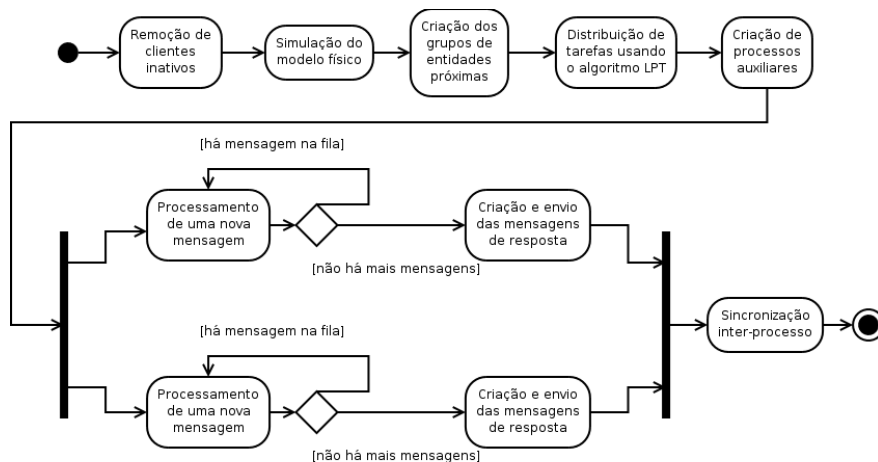 Remoção de
clientes
inativos
Simulação do
modelo físico
Criação dos
grupos de
entidades
próximas
Distribuição de
tarefas usando
o algoritmo LPT
Criação de
processos
auxiliares
[há mensagem na fila]
Processamento
de uma nova
mensagem
Criação e envio
das mensagens
de resposta
[não há mais mensagens]
Sincronização
inter-processo
[há mensagem na fila]
Processamento
de uma nova
mensagem
Criação e envio
das mensagens
de resposta
[não há mais mensagens]